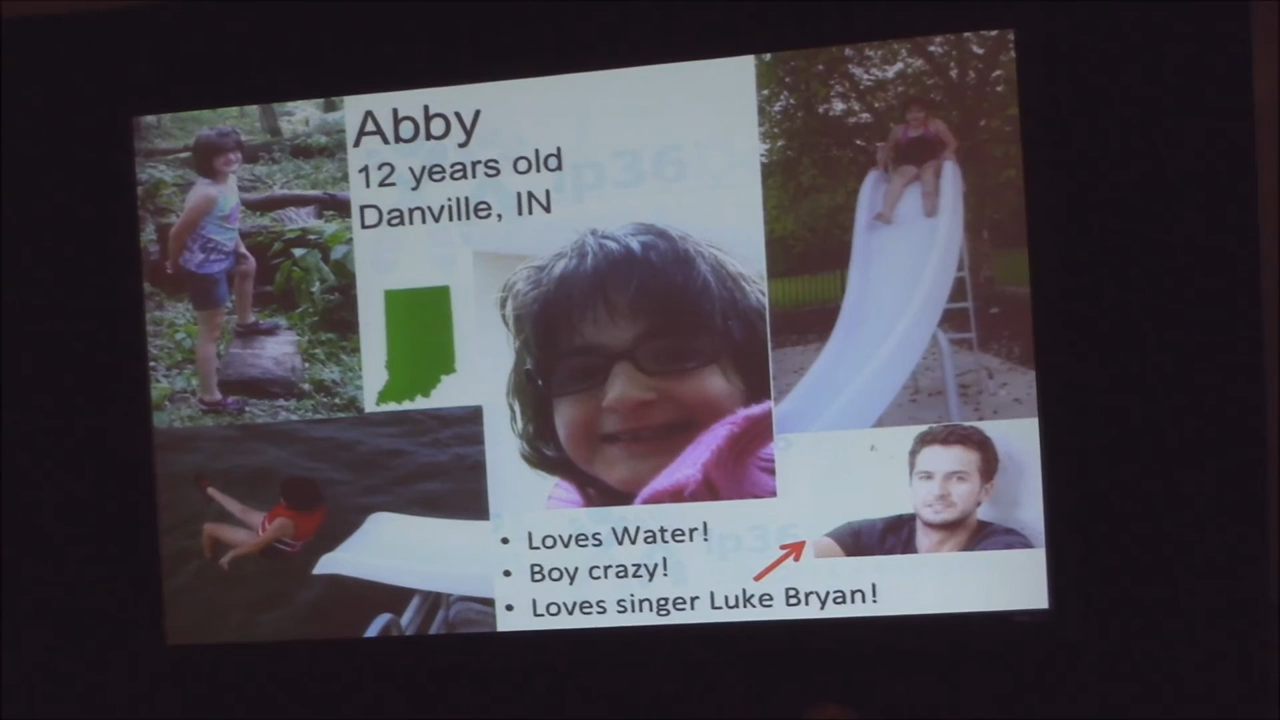 Abby
12 years old
Danville, IN
• Loves Water!
• Boy crazy!
• Loves singer Luke Bryan!